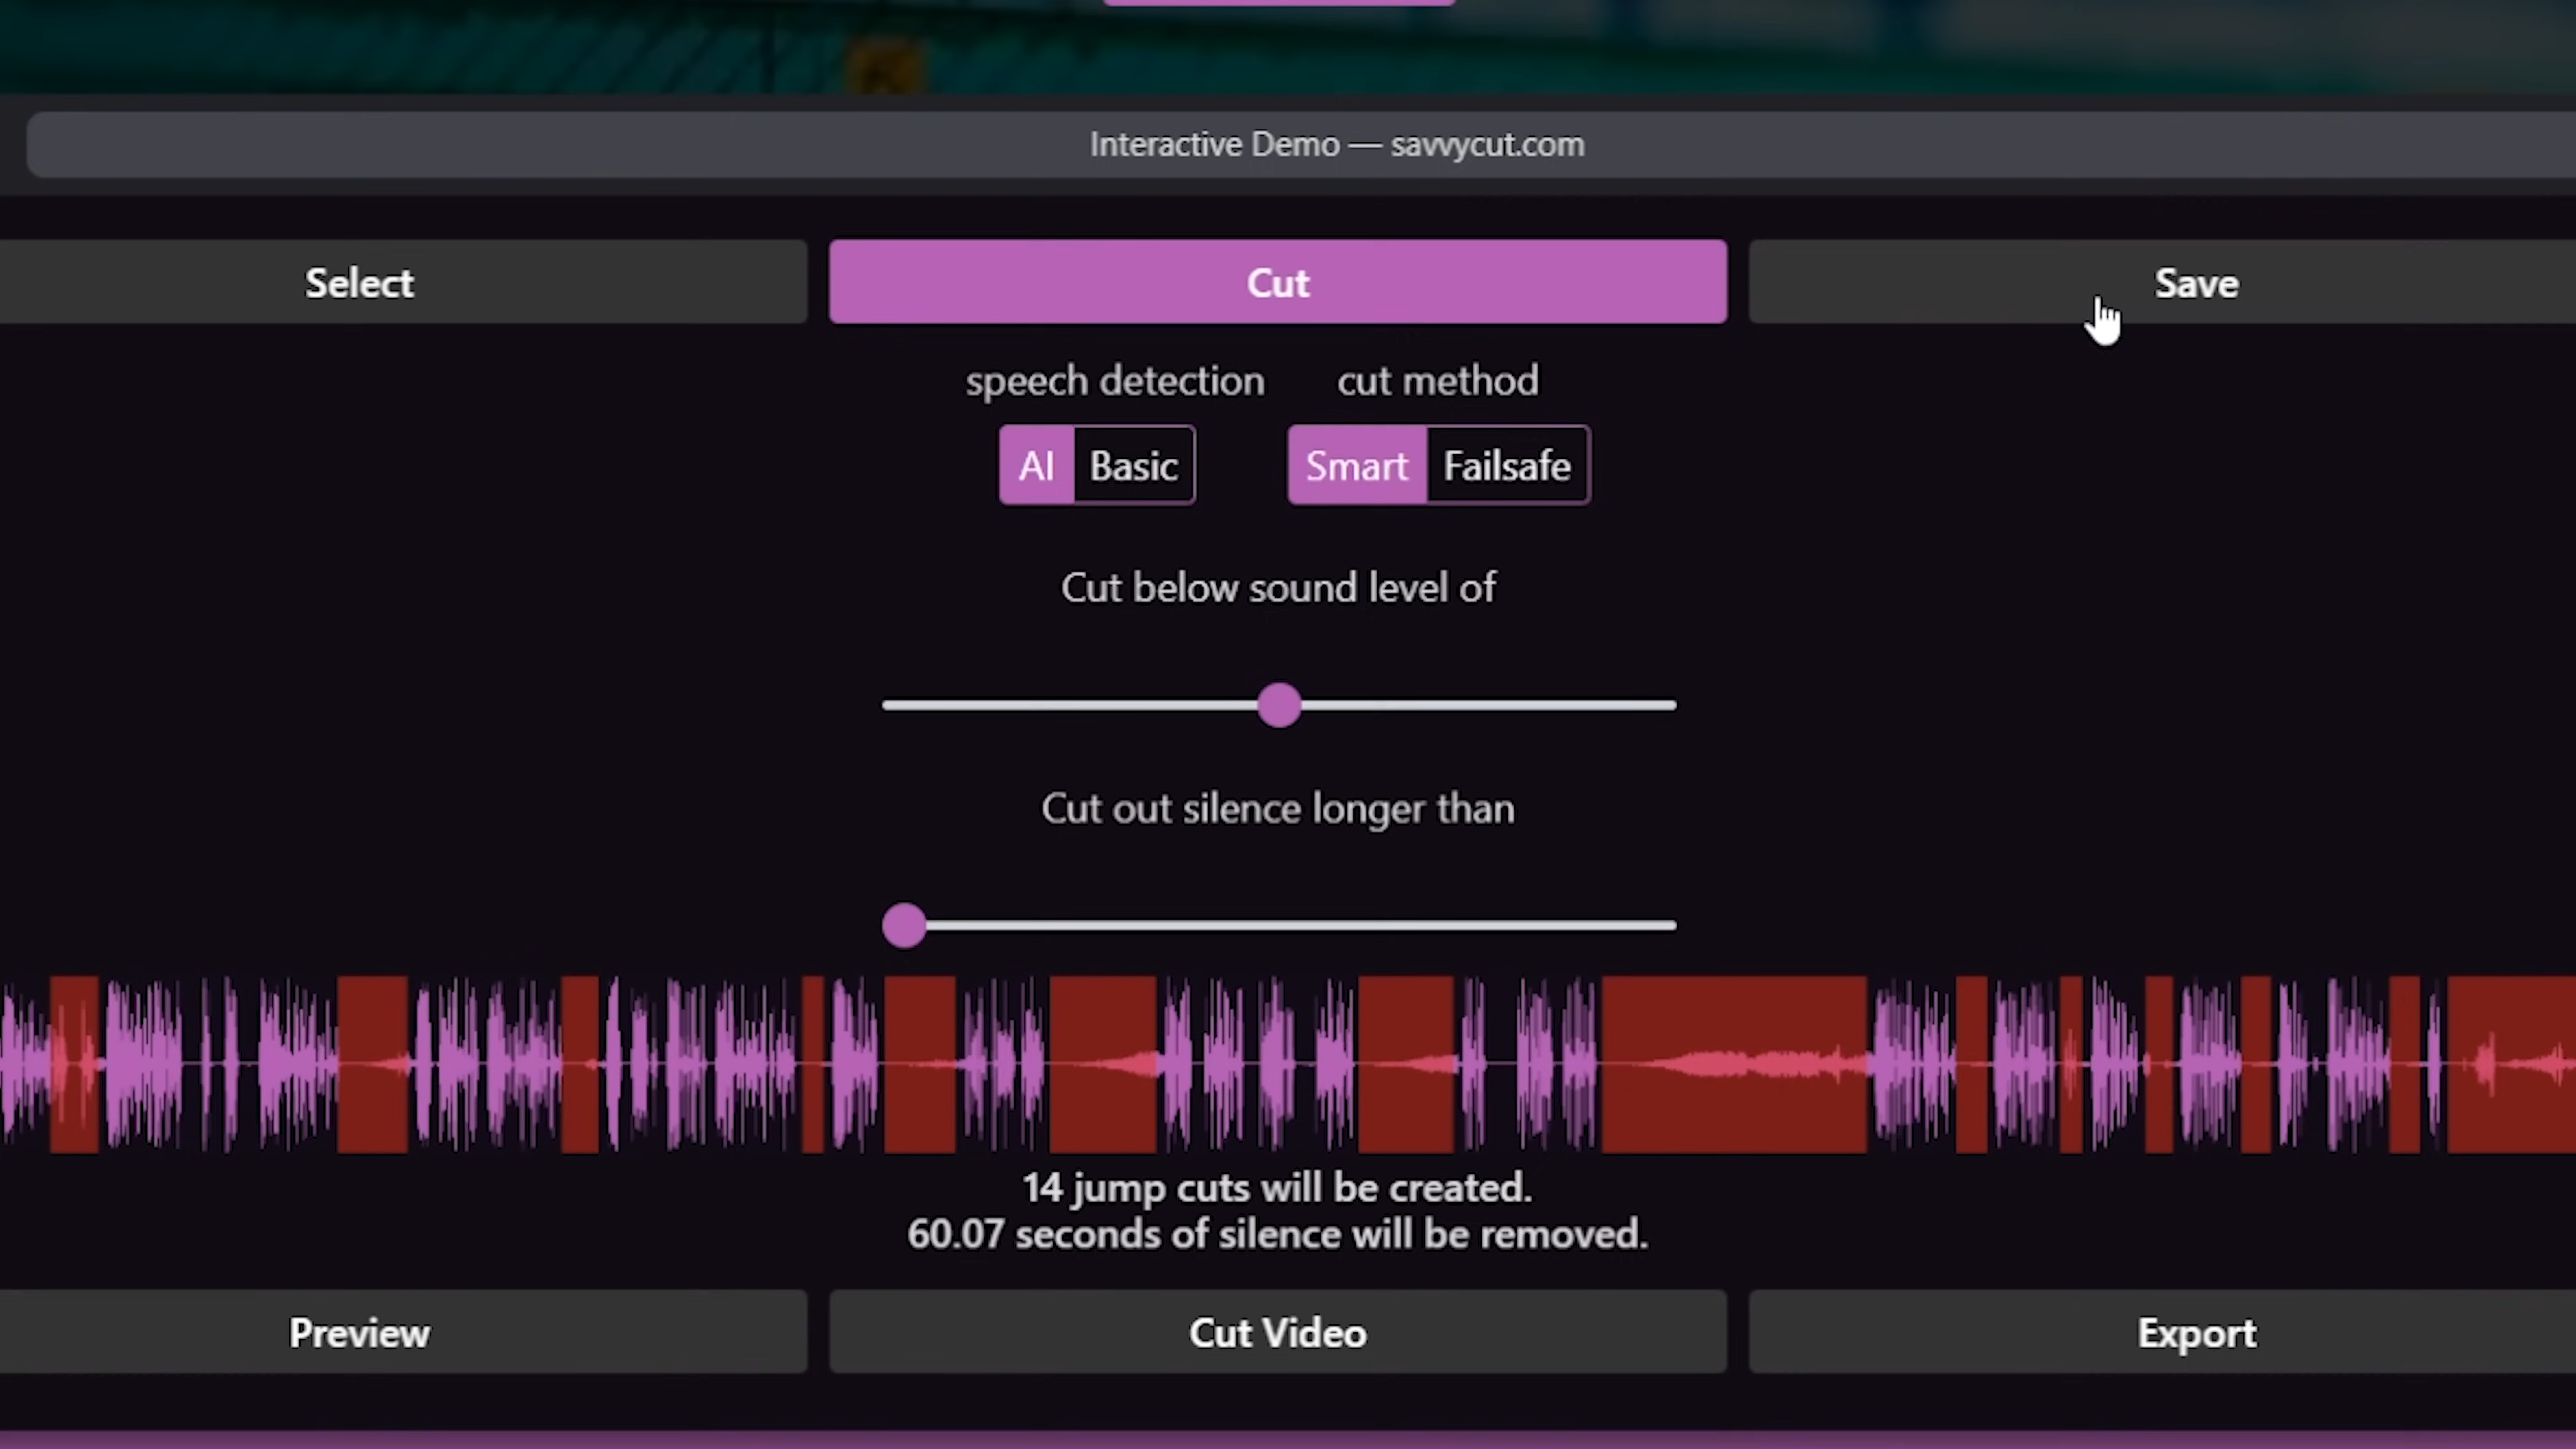 Interactive Demo — savvycut.com
Select
Cut
Save
speech detection
cut method
AI
Basic
Smart
Failsafe
Cut below sound level of
Cut out silence longer than
14 jump cuts will be created.
60.07 seconds of silence will be removed.
Preview
Cut Video
Export